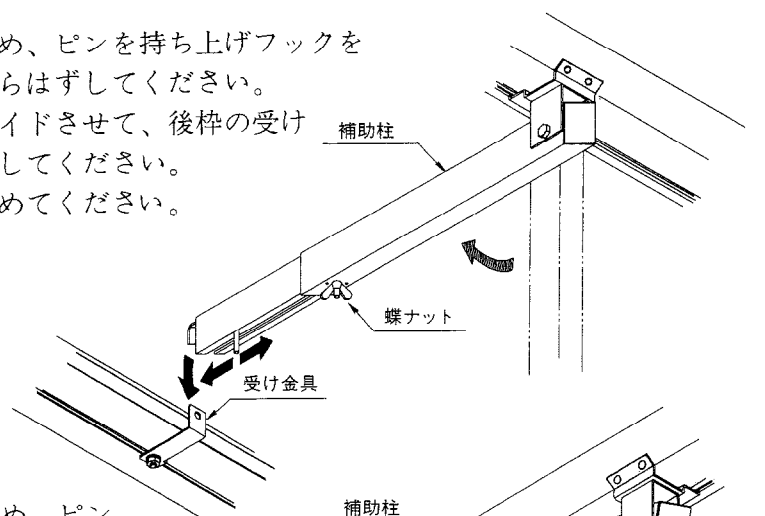 め、ピンを持ち上げフックを
らはずしてください。
イドさせて、後枠の受け
してください。
めてください。
補助柱
蝶ナット
受け金具
補助柱
め、ピン